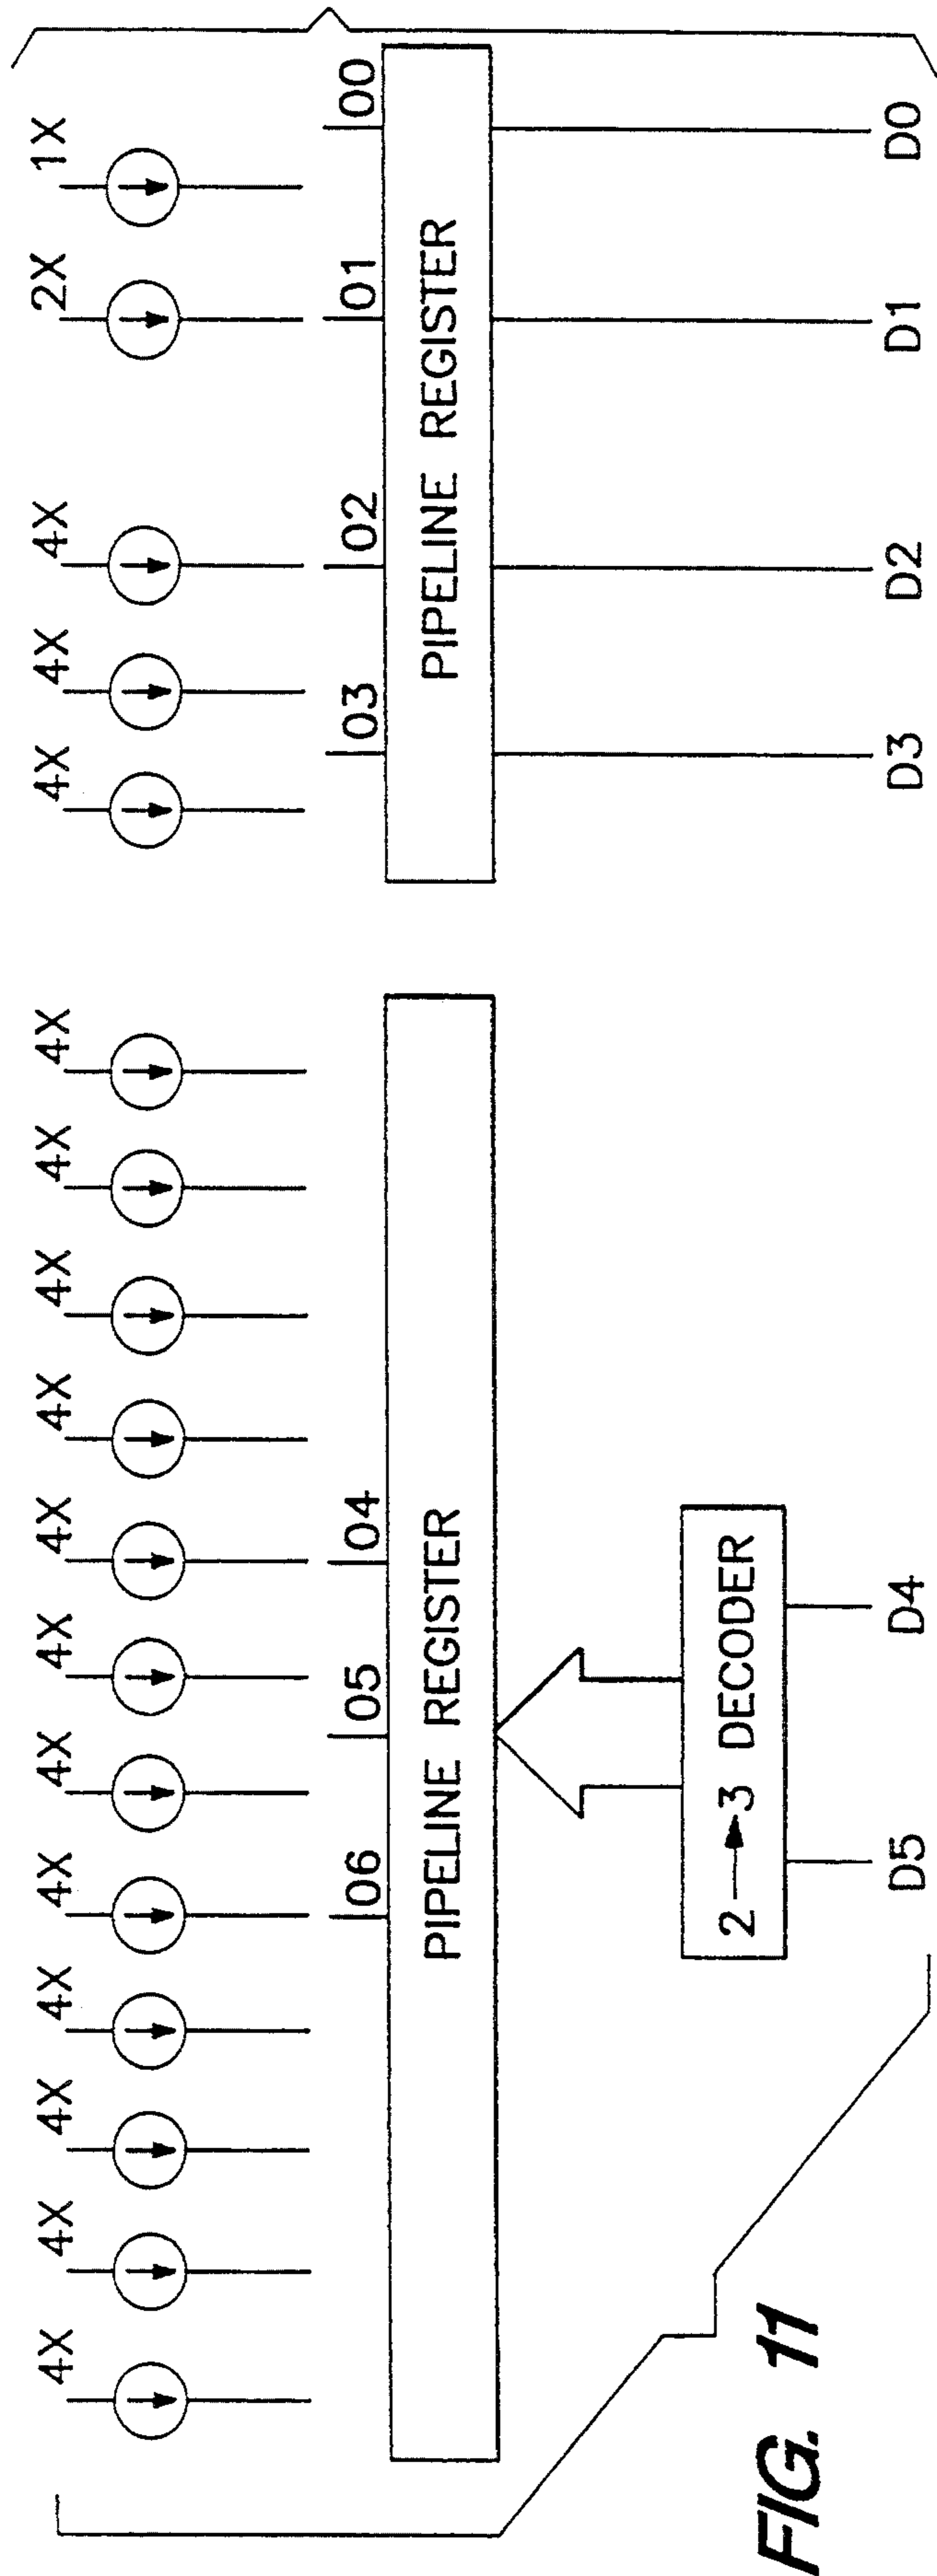 4X 4X 4X 4X 4X 4X 4X 4X 4X 4X 4X 4X 4X 4X 4X 2X 1X
06 05 04 03 02 01 00
PIPELINE REGISTER PIPELINE REGISTER
2→3 DECODER
D5 D4 D3 D2 D1 D0
FIG. 11